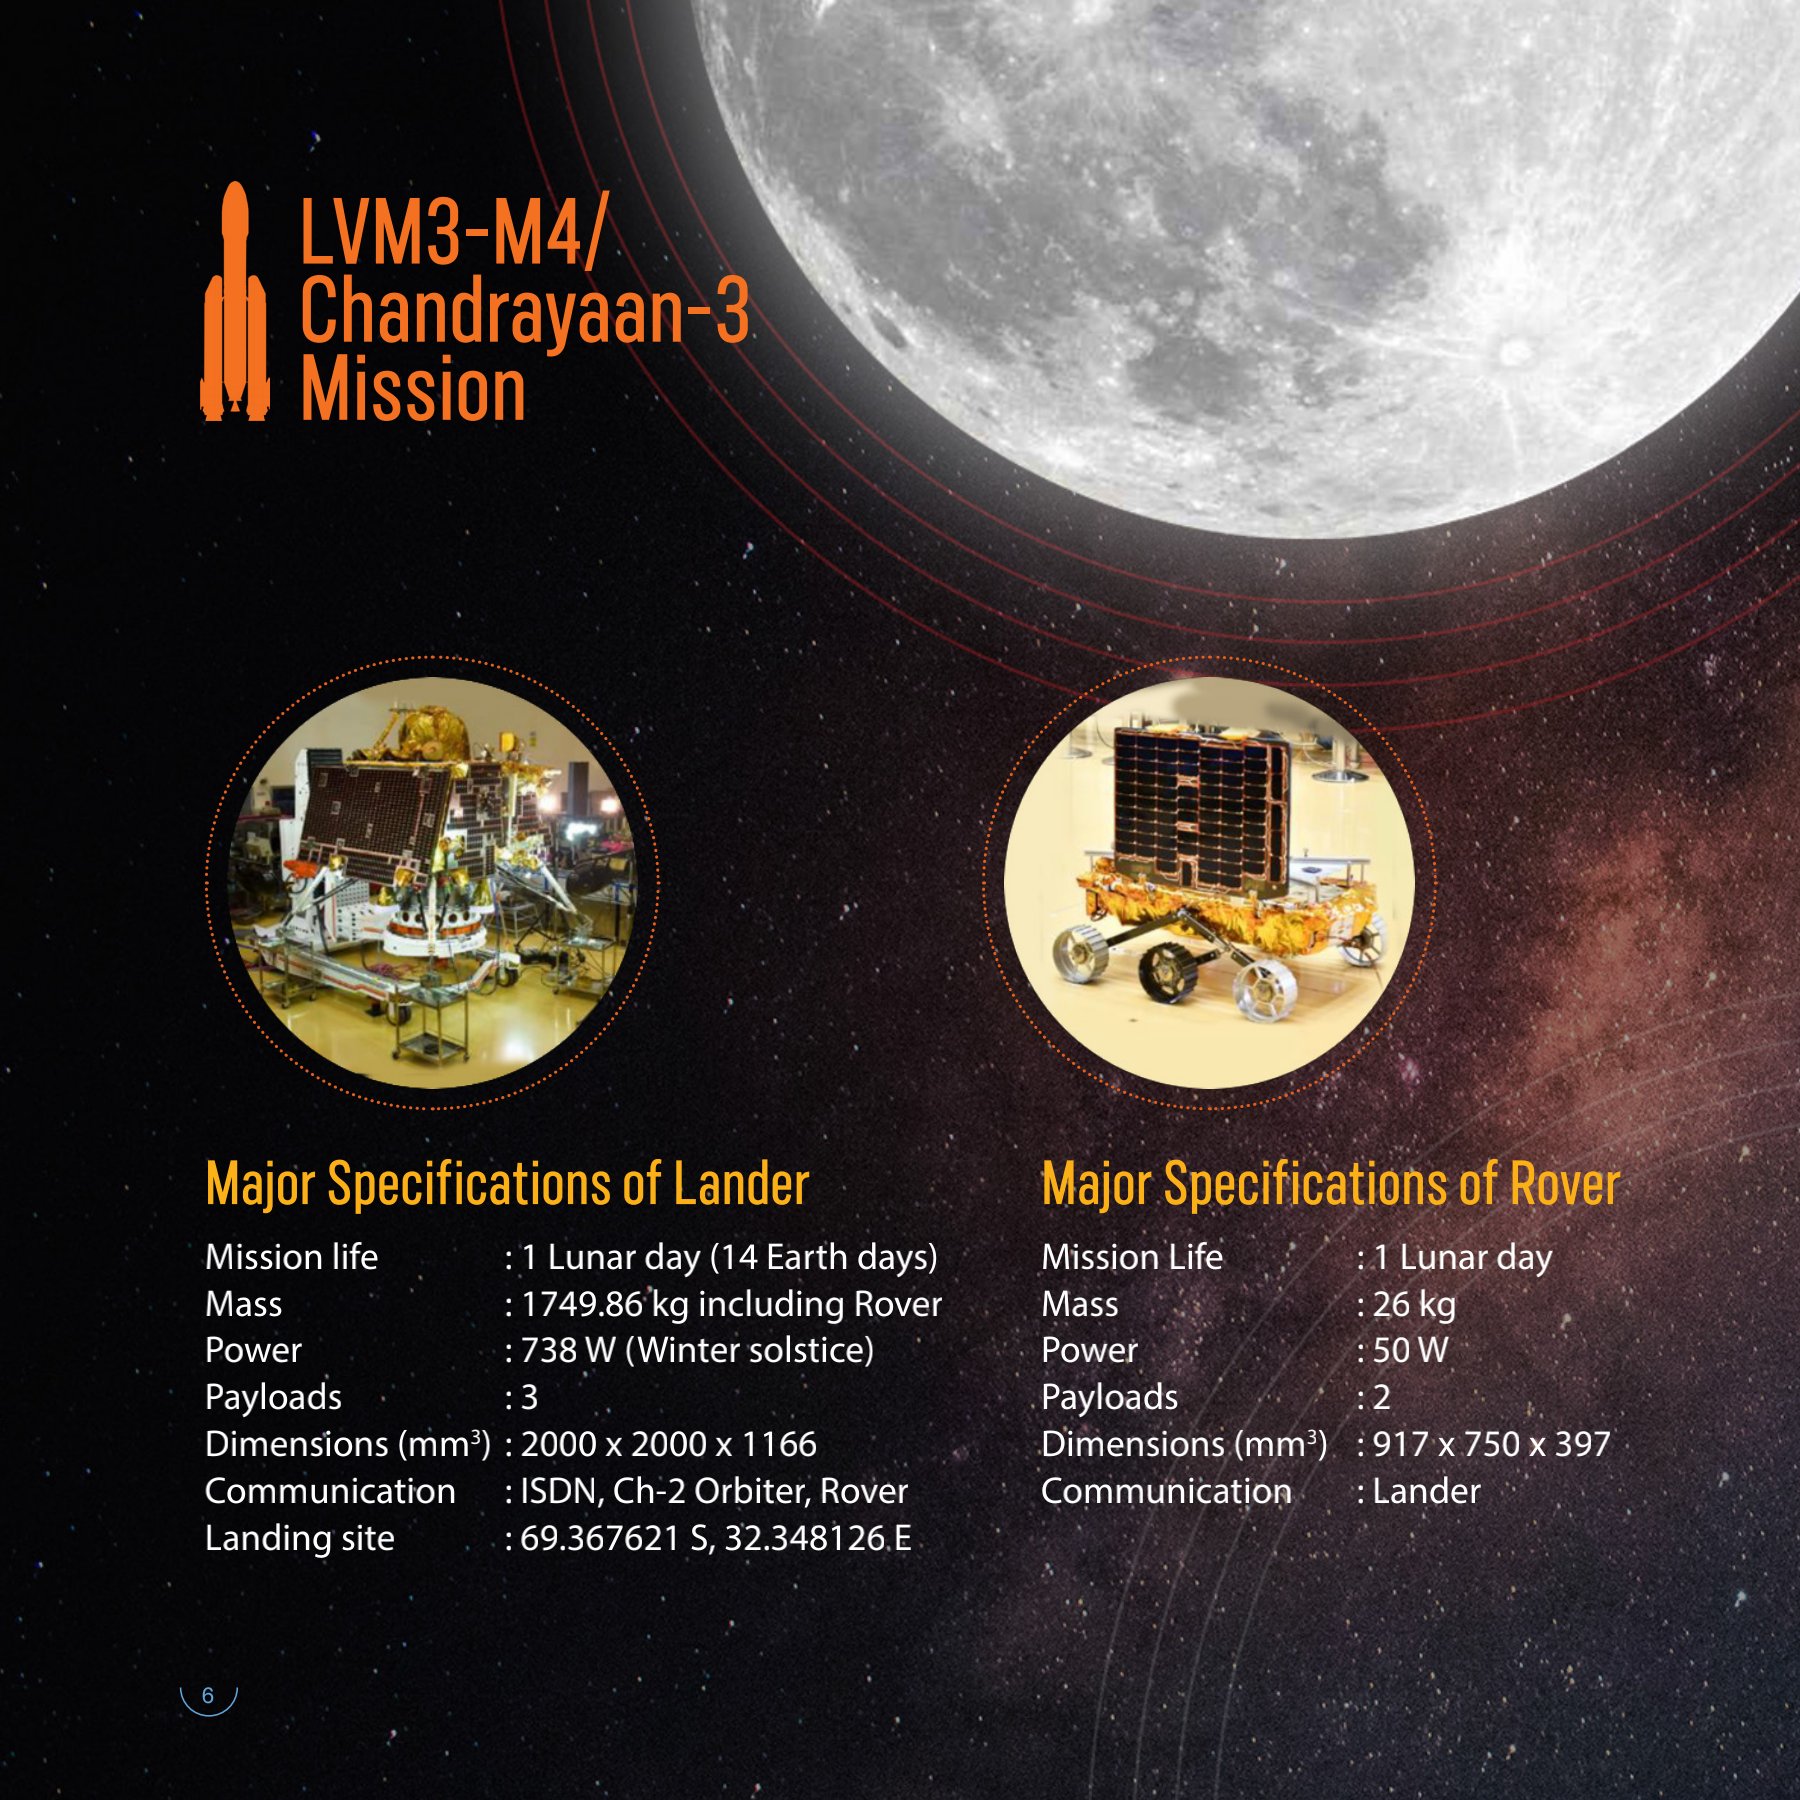 LVM3-M4/
Chandrayaan-3
Mission
Major Specifications of Lander
Mission life : 1 Lunar day (14 Earth days)
Mass : 1749.86 kg including Rover
Power : 738 W (Winter solstice)
Payloads : 3
Dimensions (mm³) : 2000 x 2000 x 1166
Communication : ISDN, Ch-2 Orbiter, Rover
Landing site : 69.367621 S, 32.348126 E
Major Specifications of Rover
Mission Life : 1 Lunar day
Mass : 26 kg
Power : 50 W
Payloads : 2
Dimensions (mm³) : 917 x 750 x 397
Communication : Lander
6